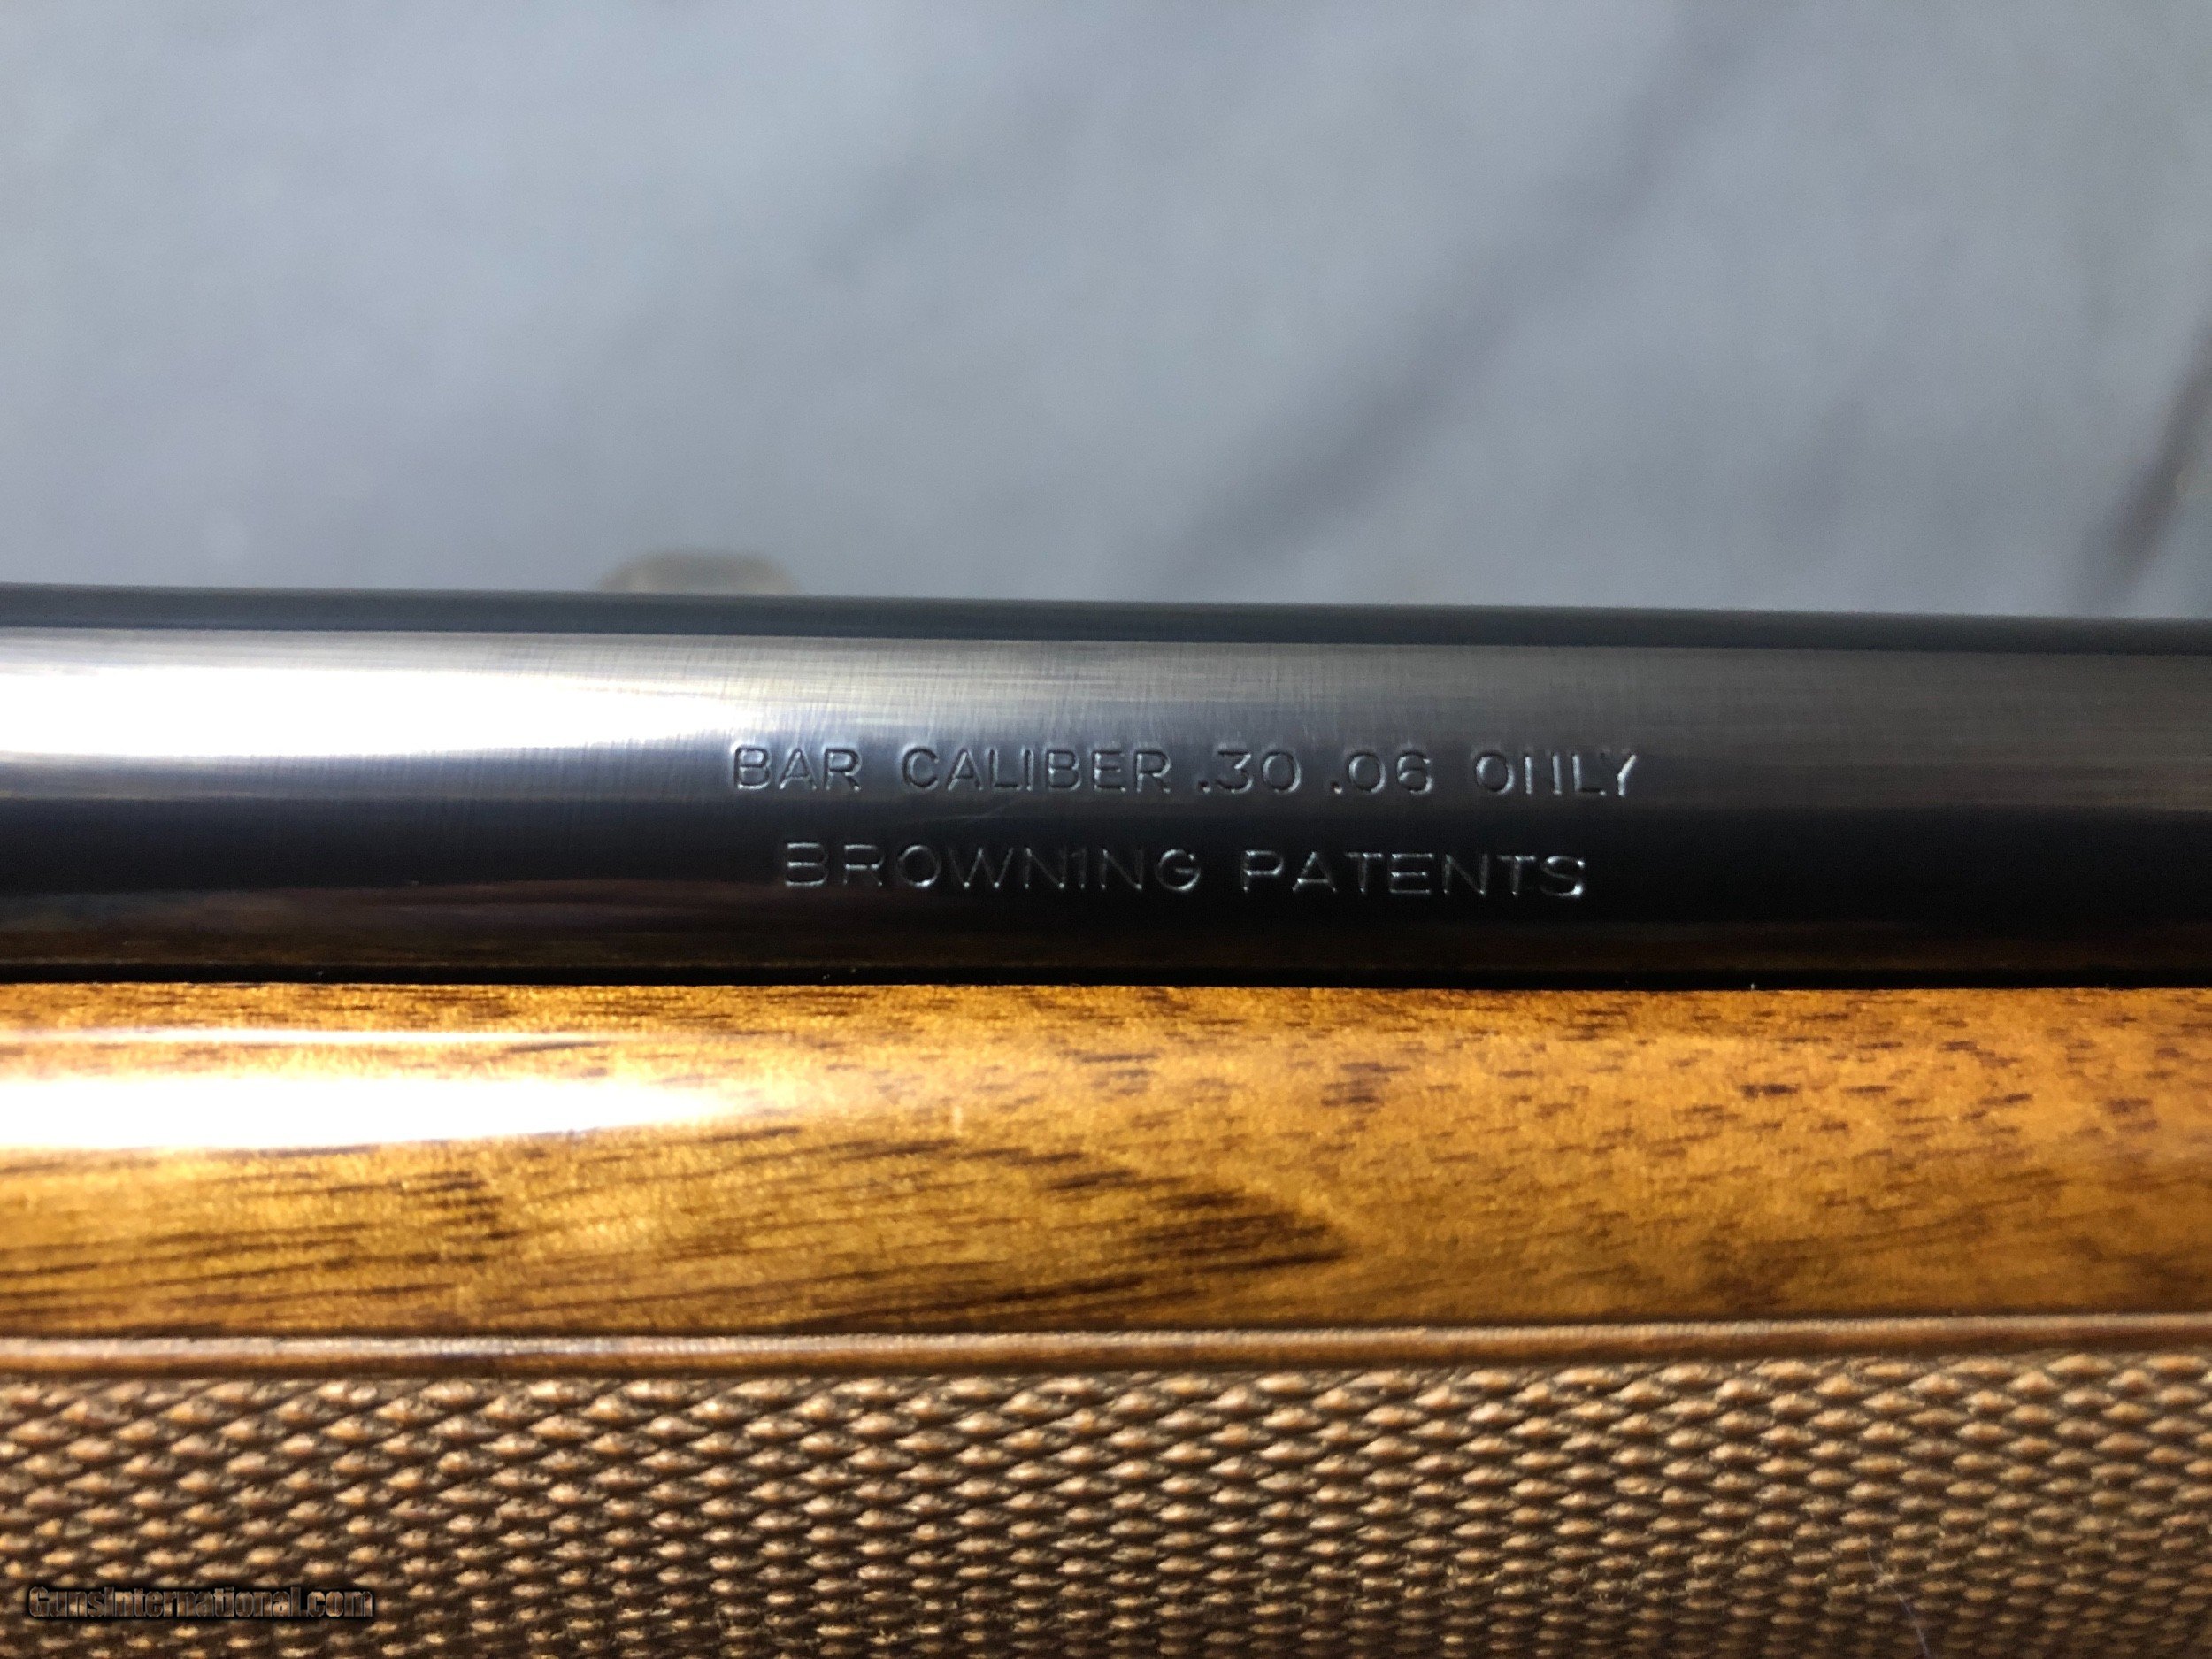 BAR CALIBER .30 .06 ONLY
BROWNING PATENTS
GunsInternational.com